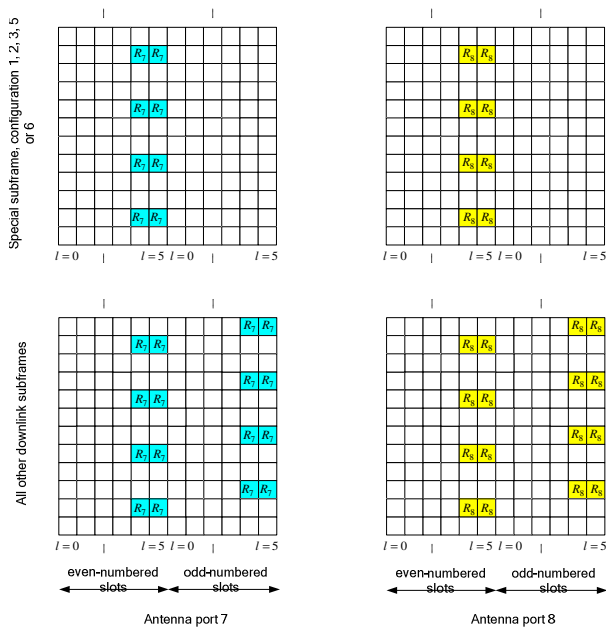 Special subframe, configuration 1, 2, 3, 5
or 6
R7 R7 R8 R8
R7 R7 R8 R8
R7 R7 R8 R8
R7 R7 R8 R8
l = 0 l = 5 l = 0 l = 5 l = 0 l = 5 l = 0 l = 5
All other downlink subframes
R7 R7 R8 R8
R7 R7 R8 R8
R7 R7 R8 R8
R7 R7 R8 R8
R7 R7 R8 R8
R7 R7 R8 R8
R7 R7 R8 R8
R7 R7 R8 R8
l = 0 l = 5 l = 0 l = 5 l = 0 l = 5 l = 0 l = 5
even-numbered slots odd-numbered slots even-numbered slots odd-numbered slots
Antenna port 7 Antenna port 8